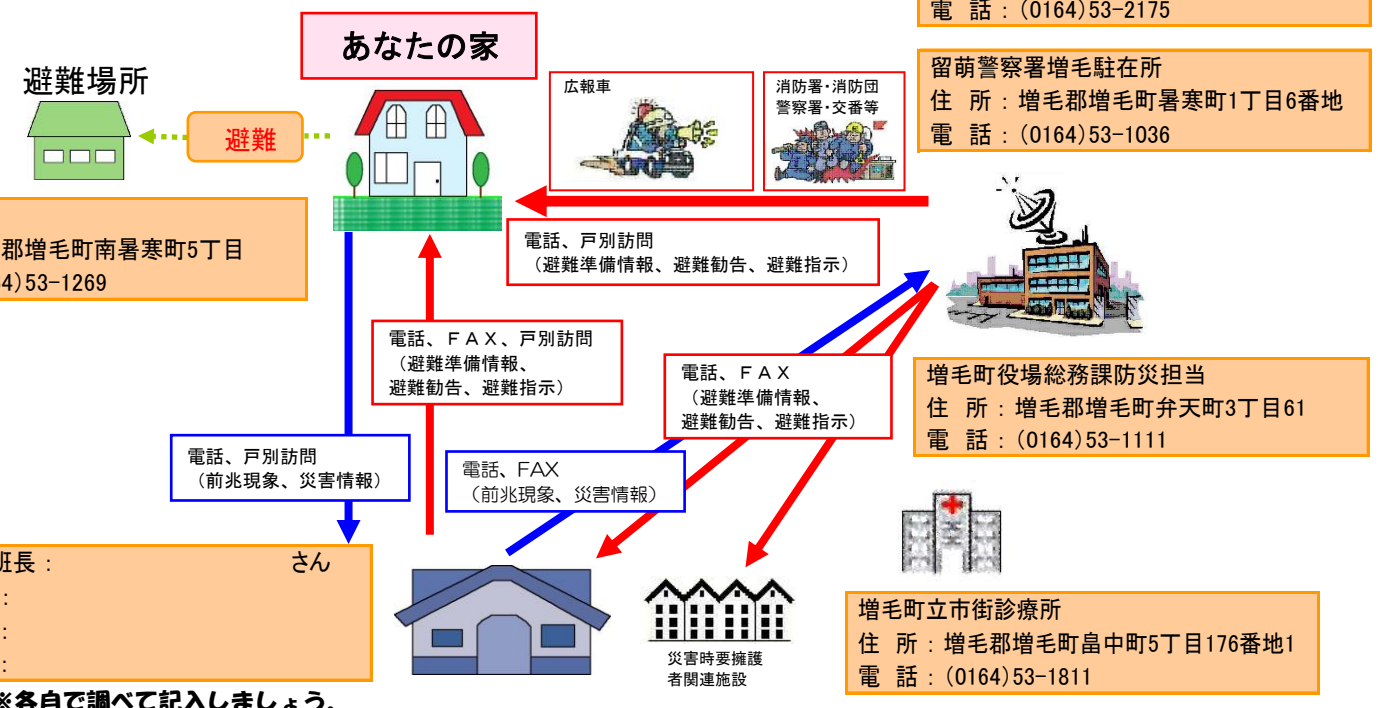 電　話：(0164)53-2175
あなたの家
避難場所
避難
広報車
消防署・消防団
警察署・交番等
留萌警察署増毛駐在所
住　所：増毛郡増毛町暑寒町1丁目6番地
電　話：(0164)53-1036
郡増毛町南暑寒町5丁目
4)53-1269
電話、戸別訪問
（避難準備情報、避難勧告、避難指示）
電話、ＦＡＸ、戸別訪問
（避難準備情報、
避難勧告、避難指示）
電話、ＦＡＸ
（避難準備情報、
避難勧告、避難指示）
増毛町役場総務課防災担当
住　所：増毛郡増毛町弁天町3丁目61
電　話：(0164)53-1111
電話、戸別訪問
（前兆現象、災害情報）
電話、FAX
（前兆現象、災害情報）
班長：　　　　　　　　さん
：
：
：
災害時要擁護
者関連施設
増毛町立市街診療所
住　所：増毛郡増毛町畠中町5丁目176番地1
電　話：(0164)53-1811
※各自で調べて記入しましょう。